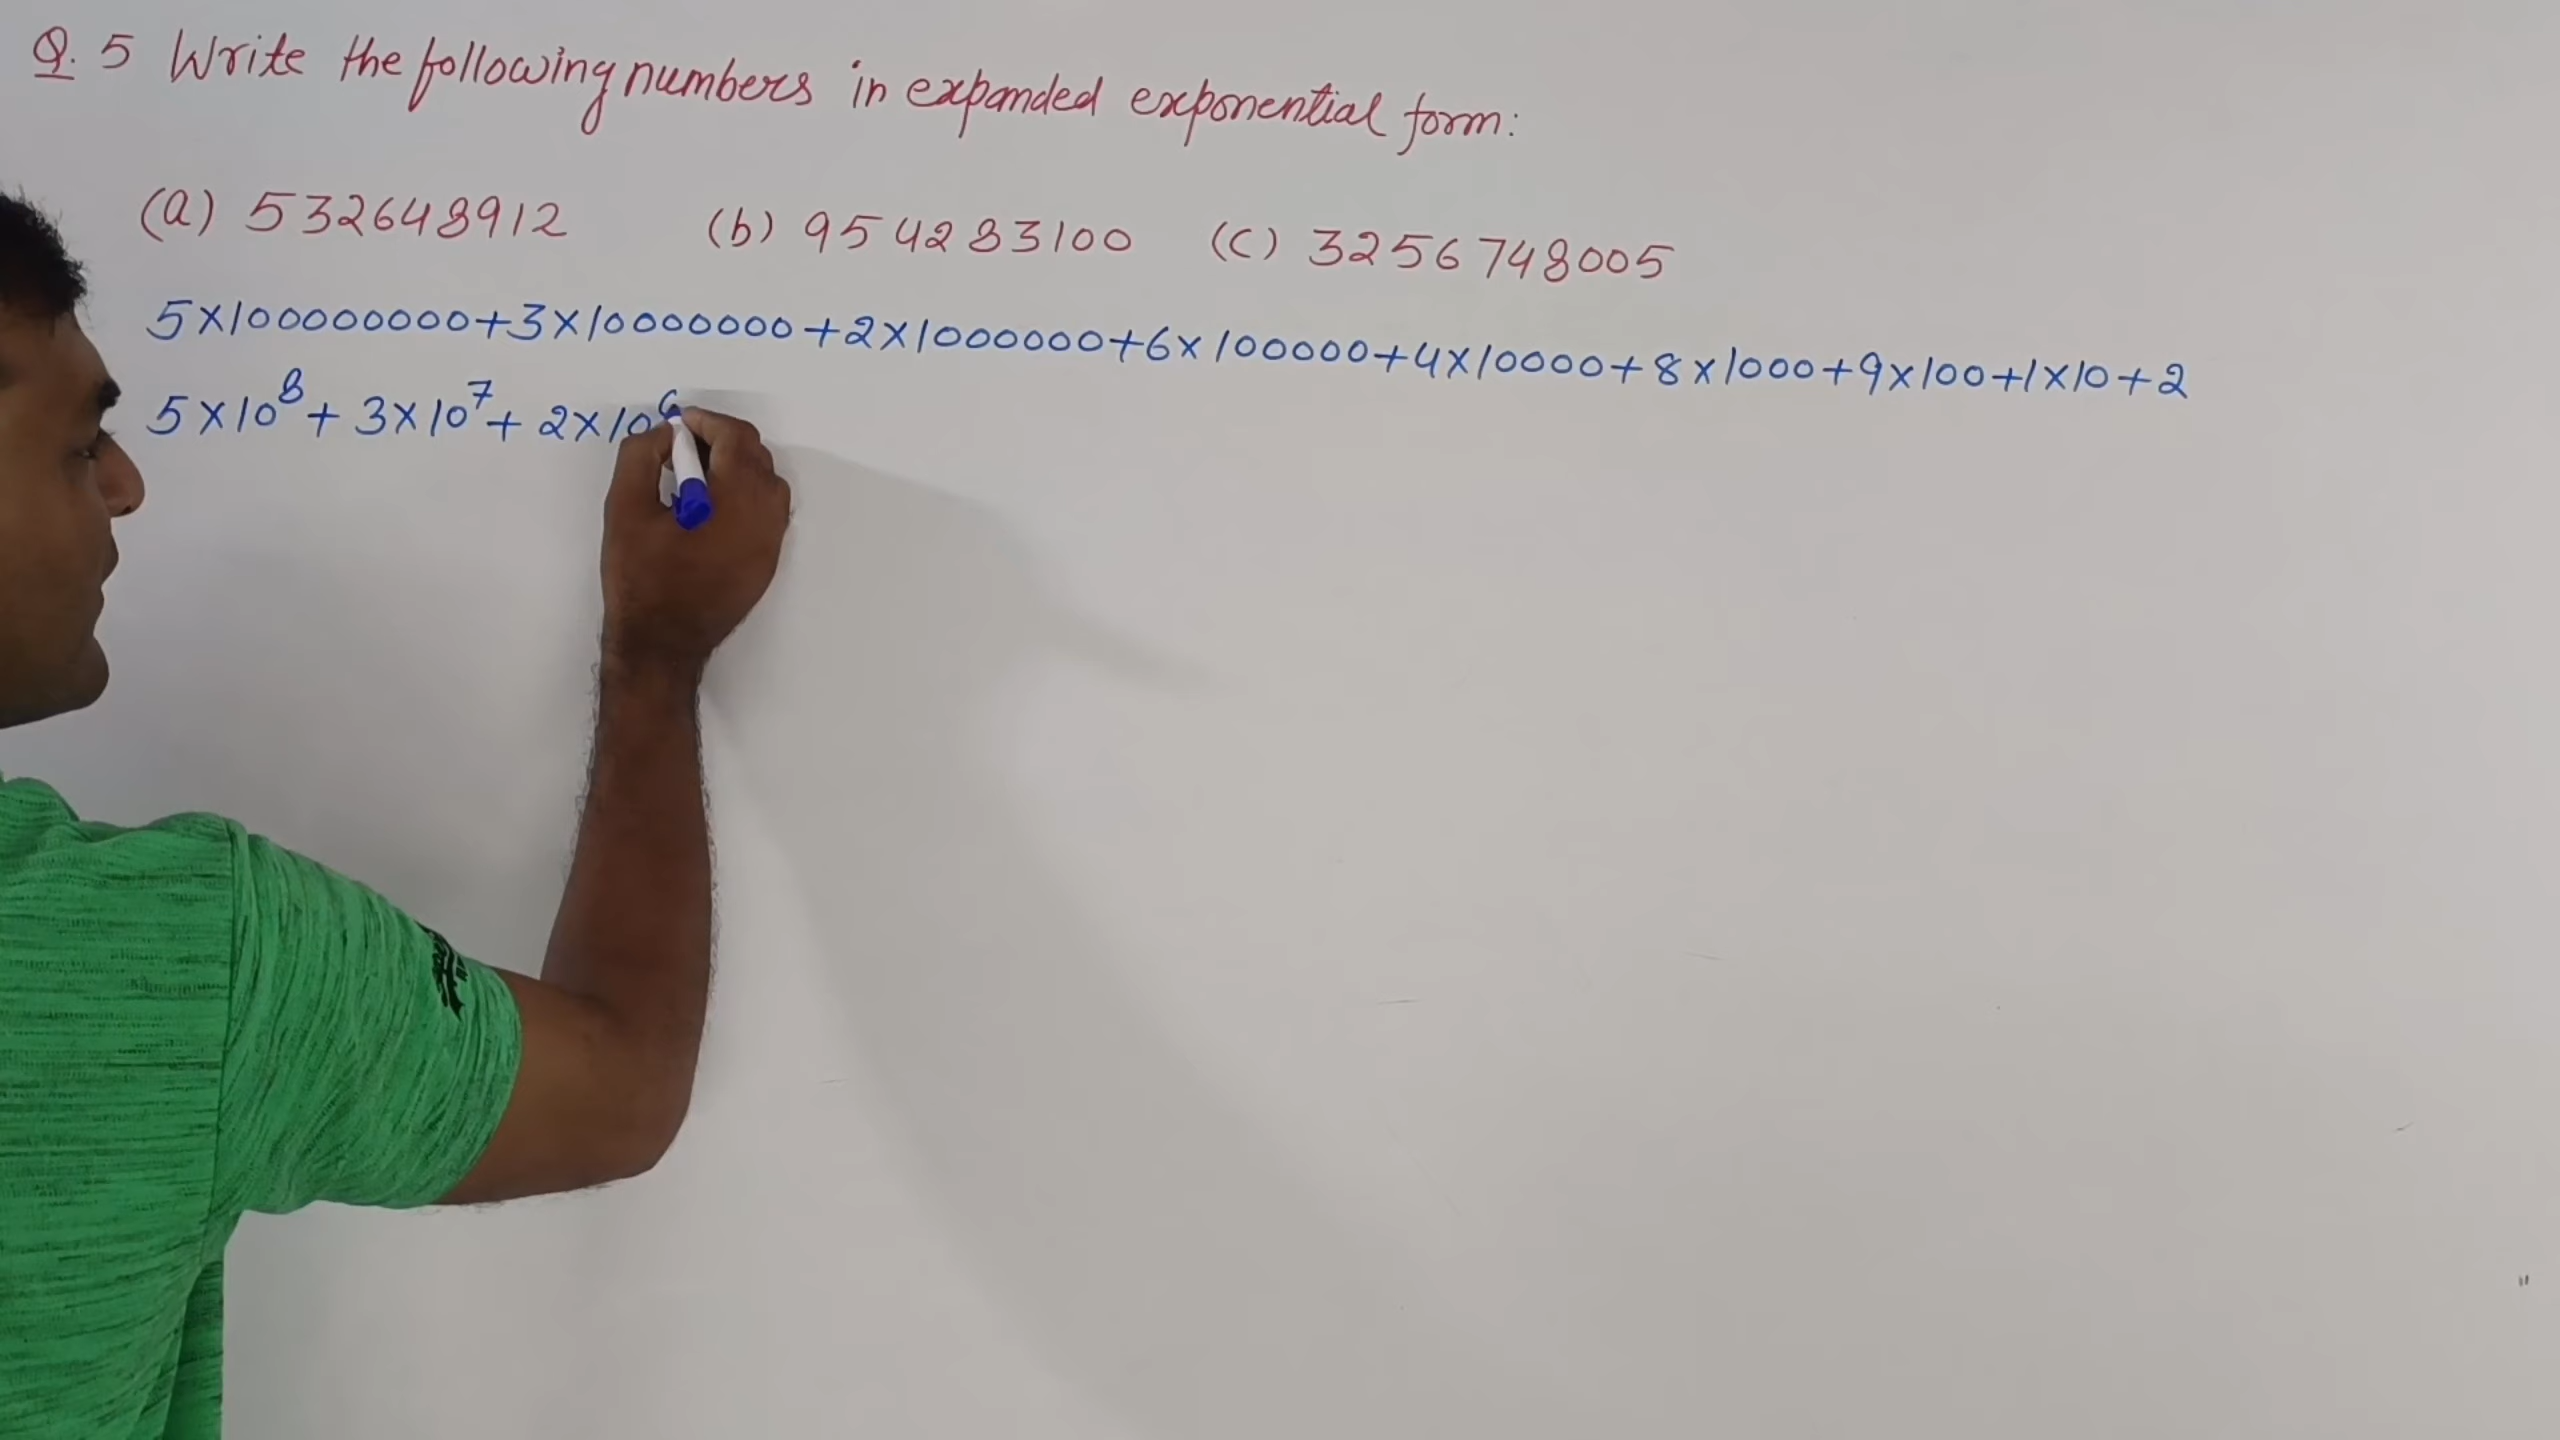 Q. 5 Write the following numbers in expanded exponential form:
(a) 532648912 (b) 954283100 (c) 3256748005
5×100000000+3×10000000+2×1000000+6×100000+4×10000+8×1000+9×100+1×10+2
5×10⁸+3×10⁷+2×10⁶